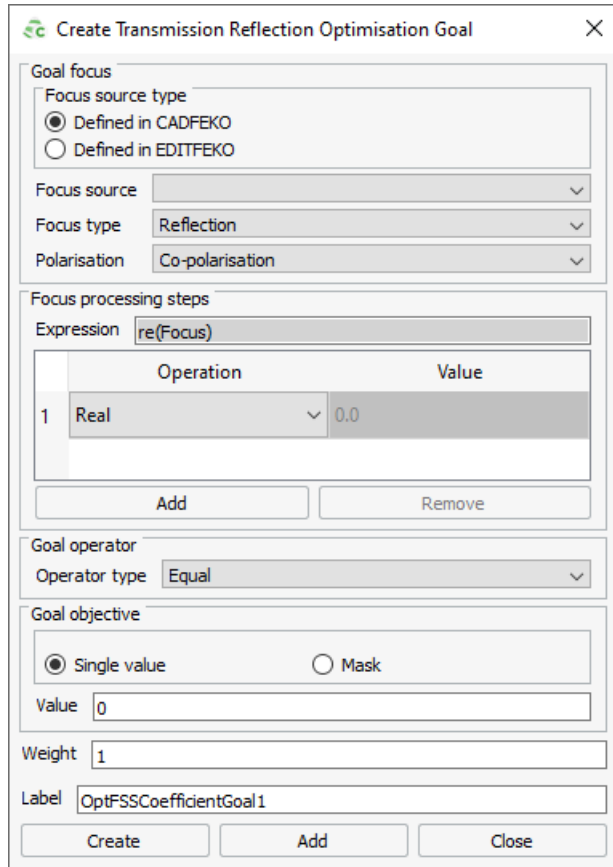 Create Transmission Reflection Optimisation Goal
Goal focus
Focus source type
Defined in CADFEKO
Defined in EDITFEKO
Focus source
Focus type Reflection
Polarisation Co-polarisation
Focus processing steps
Expression re(Focus)
Operation Value
1 Real 0.0
Add Remove
Goal operator
Operator type Equal
Goal objective
Single value Mask
Value 0
Weight 1
Label OptFSSCoefficientGoal1
Create Add Close